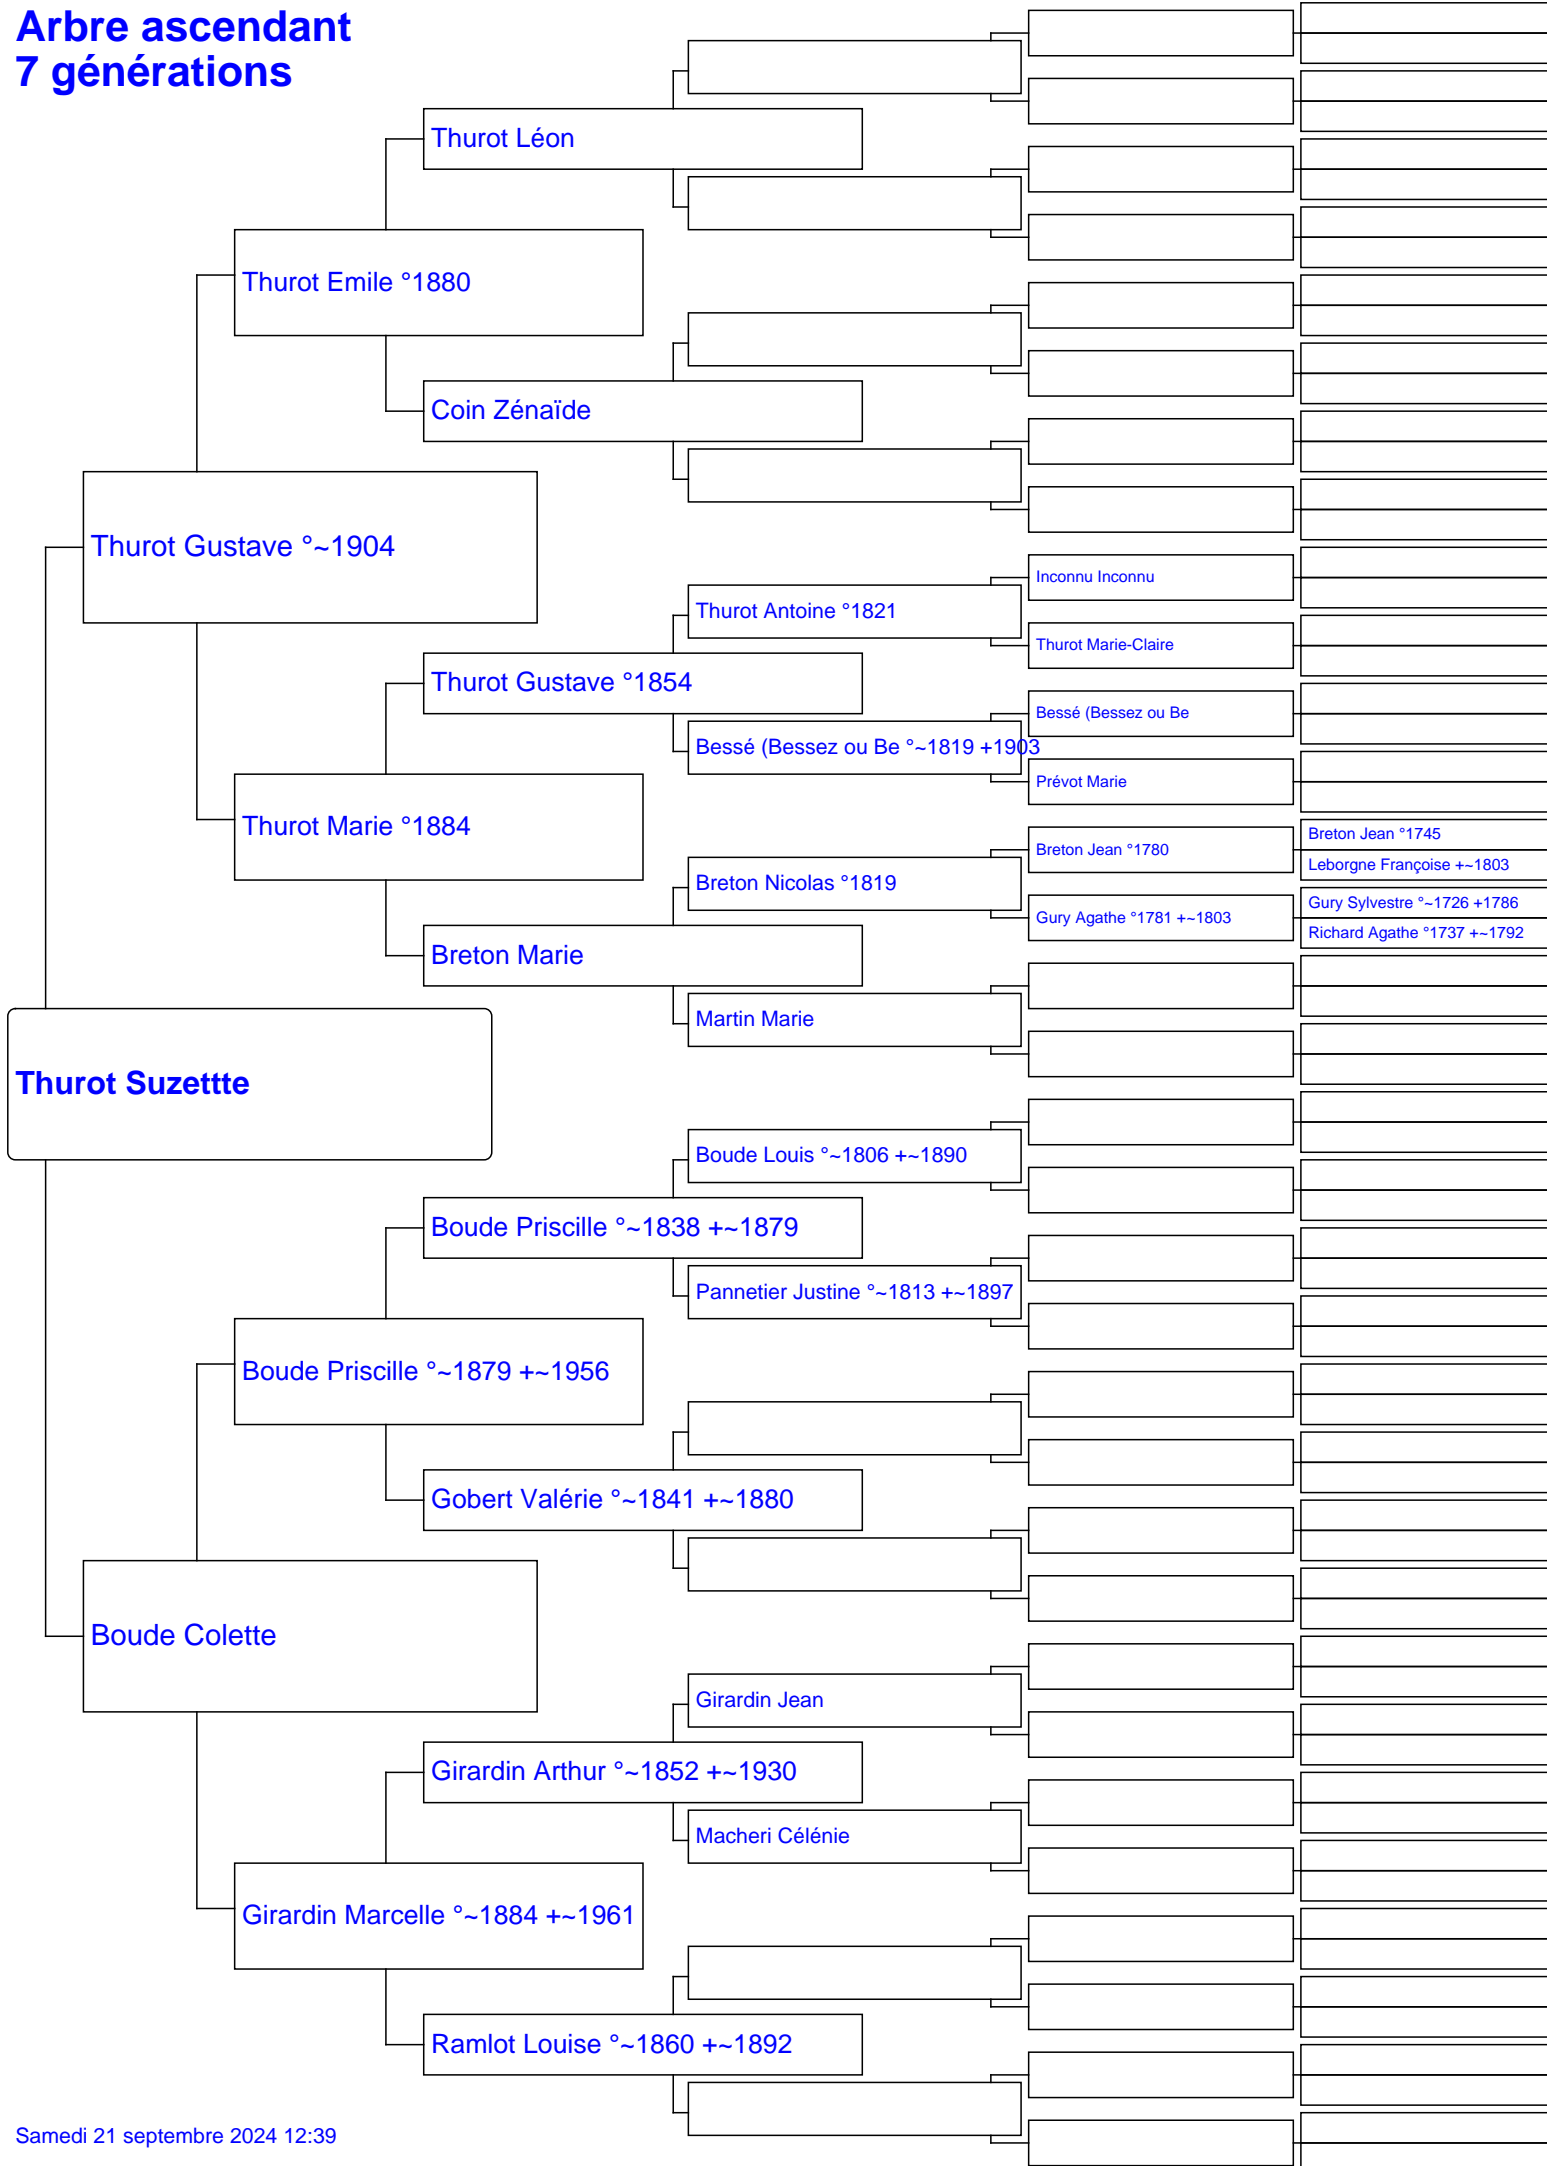 Arbre ascendant
7 générations
Thurot Léon
Thurot Emile °1880
Coin Zénaïde
Thurot Gustave °~1904
Inconnu Inconnu
Thurot Antoine °1821
Thurot Marie-Claire
Thurot Gustave °1854
Bessé (Bessez ou Be
Bessé (Bessez ou Be °~1819 +1903
Prévot Marie
Thurot Marie °1884
Breton Jean °1745
Breton Jean °1780
Leborgne Françoise +~1803
Breton Nicolas °1819
Gury Sylvestre °~1726 +1786
Gury Agathe °1781 +~1803
Richard Agathe °1737 +~1792
Breton Marie
Martin Marie
Thurot Suzettte
Boude Louis °~1806 +~1890
Boude Priscille °~1838 +~1879
Pannetier Justine °~1813 +~1897
Boude Priscille °~1879 +~1956
Gobert Valérie °~1841 +~1880
Boude Colette
Girardin Jean
Girardin Arthur °~1852 +~1930
Macheri Célénie
Girardin Marcelle °~1884 +~1961
Ramlot Louise °~1860 +~1892
Samedi 21 septembre 2024 12:39